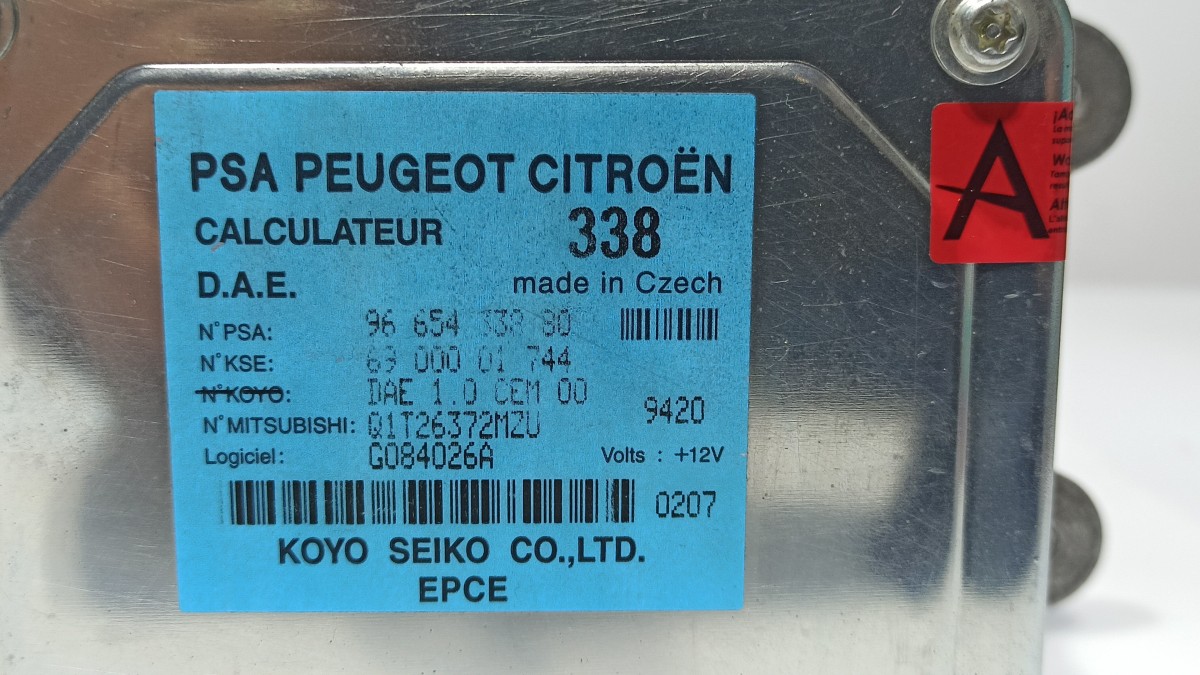 PSA PEUGEOT CITROËN
CALCULATEUR 338
D.A.E. made in Czech
N°PSA: 96 654 338 80
N°KSE: 69 000 01 744
N°KOYO: DAE 1.0 CEM 00
9420
N°MITSUBISHI: Q1T26372MZU
Logiciel: G084026A Volts : +12V
0207
KOYO SEIKO CO.,LTD.
EPCE
A